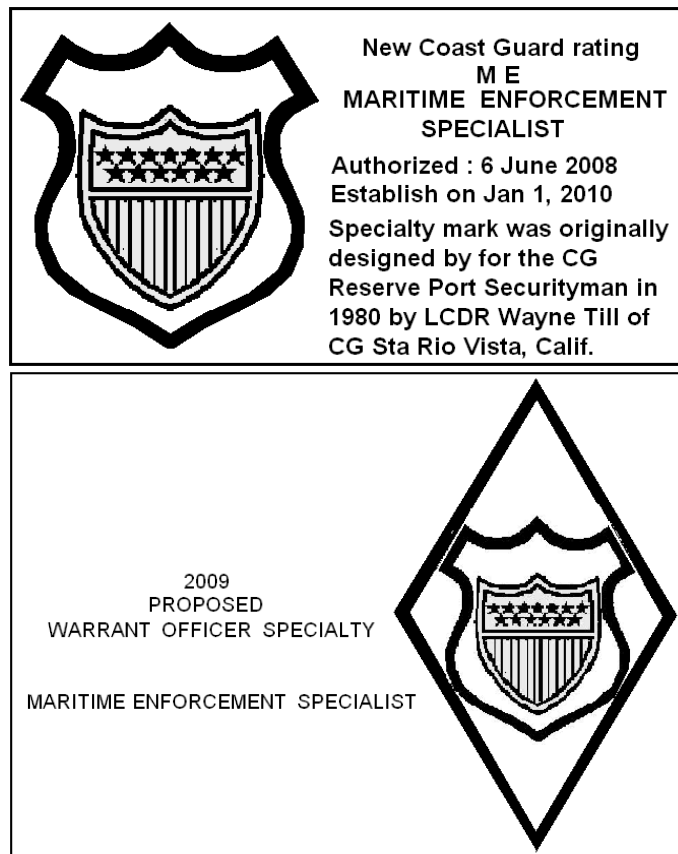 New Coast Guard rating
M E
MARITIME ENFORCEMENT
SPECIALIST
Authorized : 6 June 2008
Establish on Jan 1, 2010
Specialty mark was originally
designed by for the CG
Reserve Port Securityman in
1980 by LCDR Wayne Till of
CG Sta Rio Vista, Calif.
2009
PROPOSED
WARRANT OFFICER SPECIALTY
MARITIME ENFORCEMENT SPECIALIST